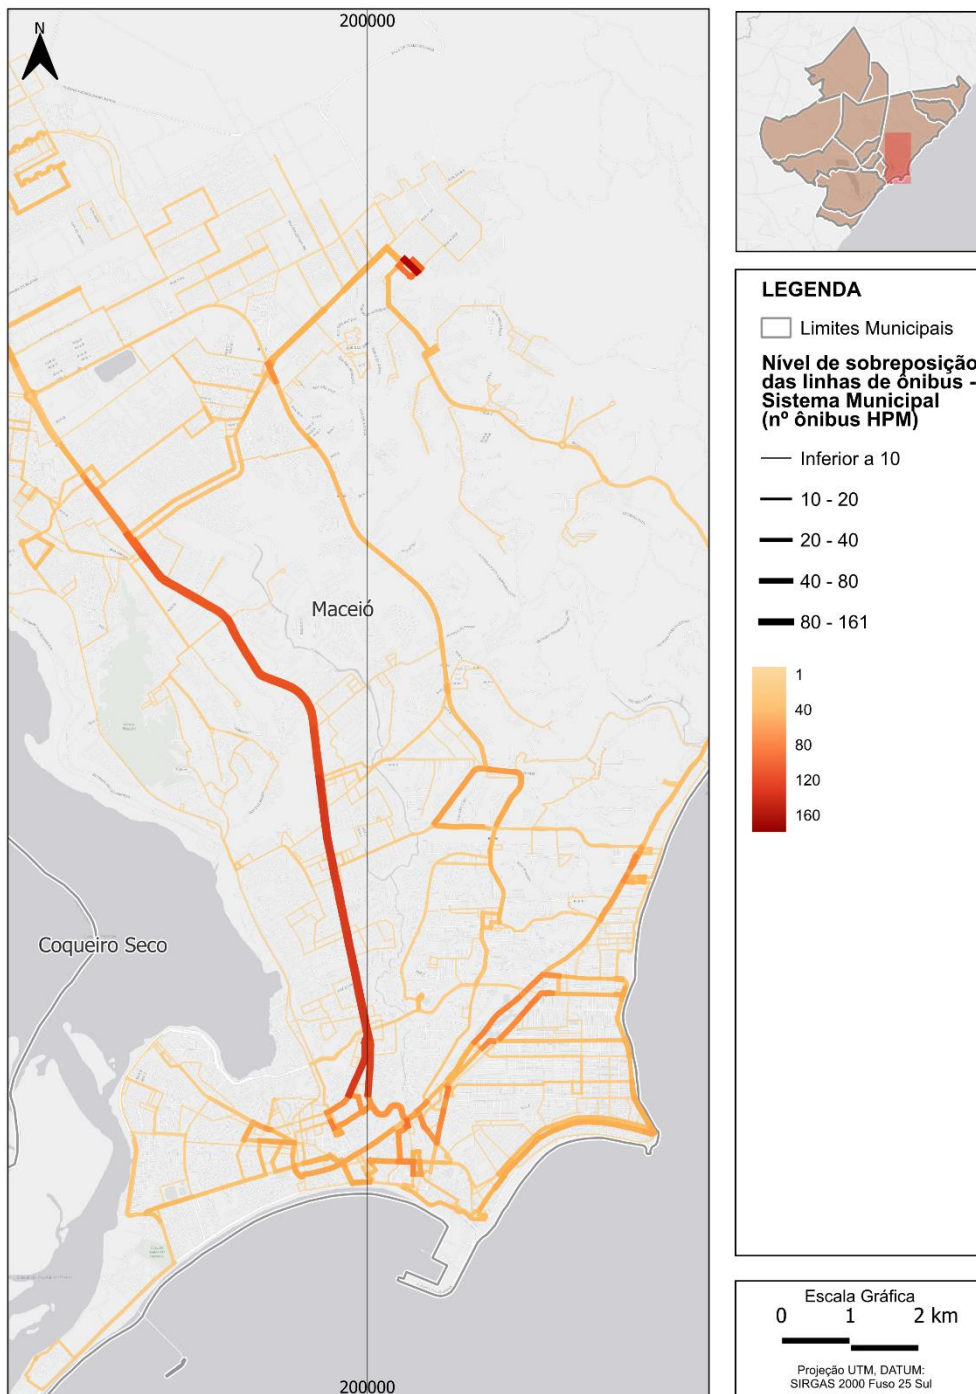 200000
N
Maceió
Coqueiro Seco
200000
LEGENDA
Limites Municipais
Nível de sobreposição
das linhas de ônibus -
Sistema Municipal
(nº ônibus HPM)
Inferior a 10
10 - 20
20 - 40
40 - 80
80 - 161
1
40
80
120
160
Escala Gráfica
0 1 2 km
Projeção UTM, DATUM:
SIRGAS 2000 Fuso 25 Sul